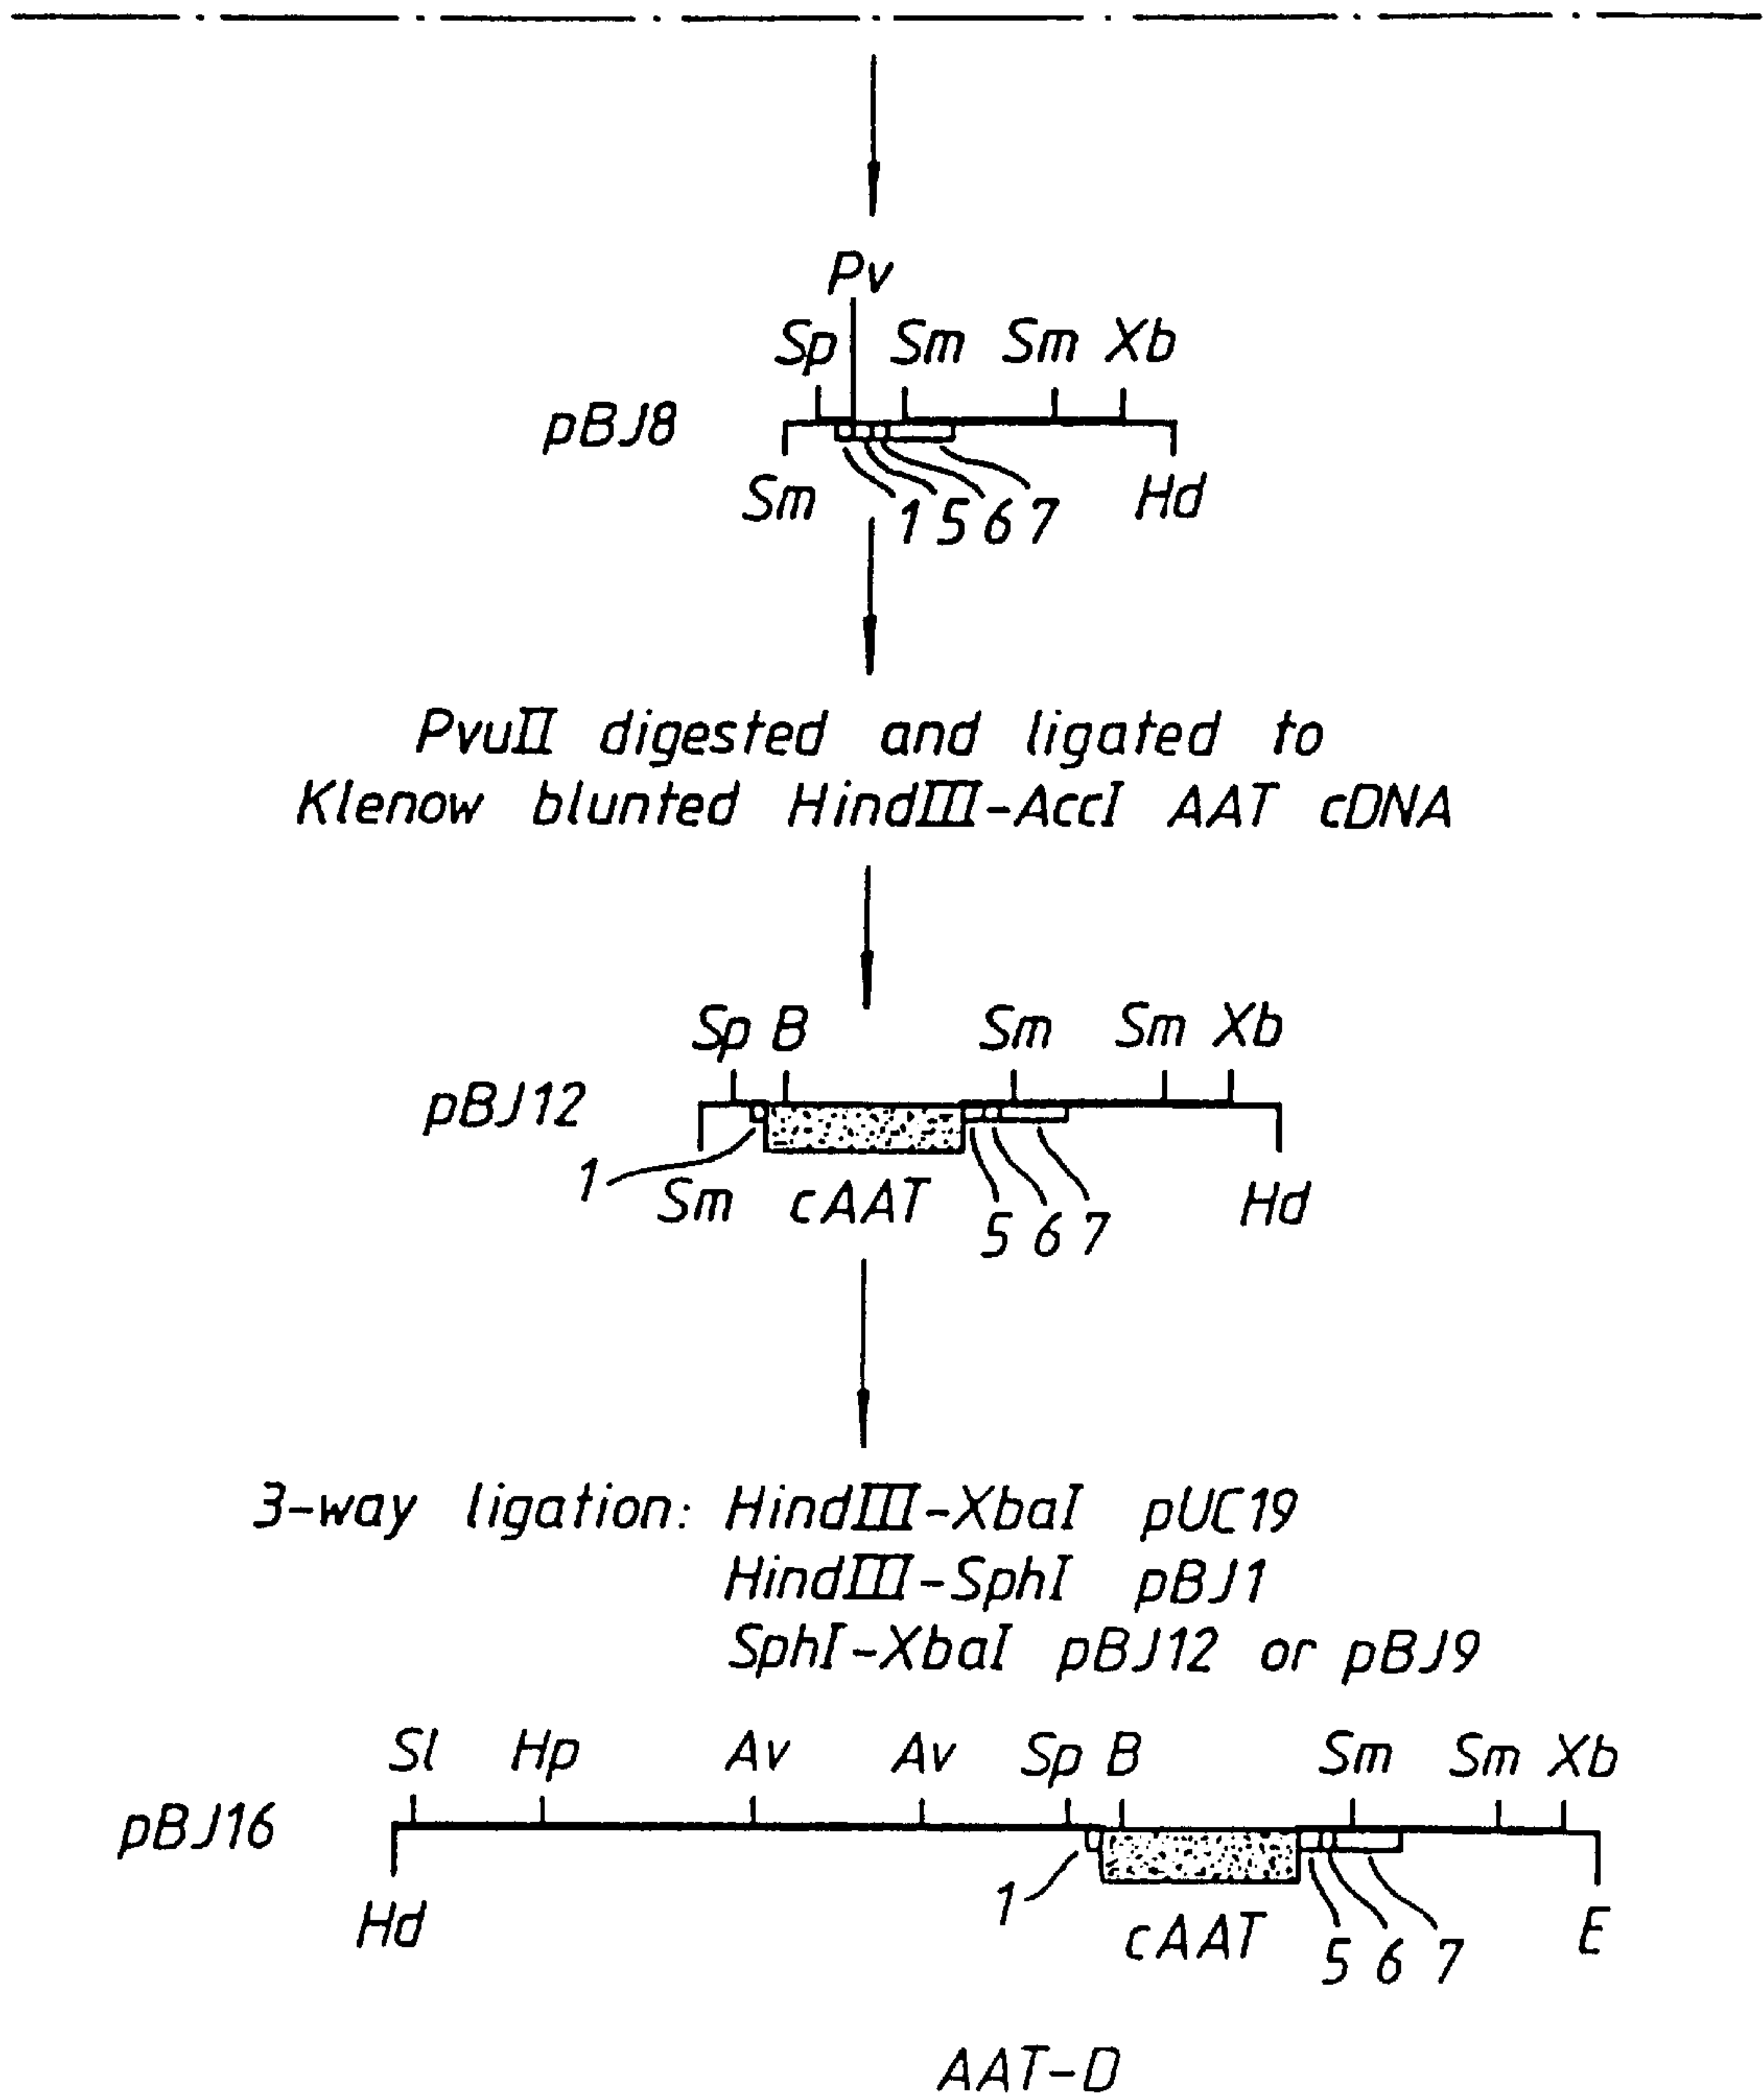 Pv
Sp Sm Sm Xb
pBJ8
Sm 1 5 6 7 Hd
PvuII digested and ligated to
Klenow blunted HindIII-AccI AAT cDNA
Sp B Sm Sm Xb
pBJ12
1 Sm cAAT 5 6 7 Hd
3-way ligation: HindIII-XbaI pUC19
HindIII-SphI pBJ1
SphI-XbaI pBJ12 or pBJ9
Sl Hp Av Av Sp B Sm Sm Xb
pBJ16
Hd 1 cAAT 5 6 7 E
AAT-D